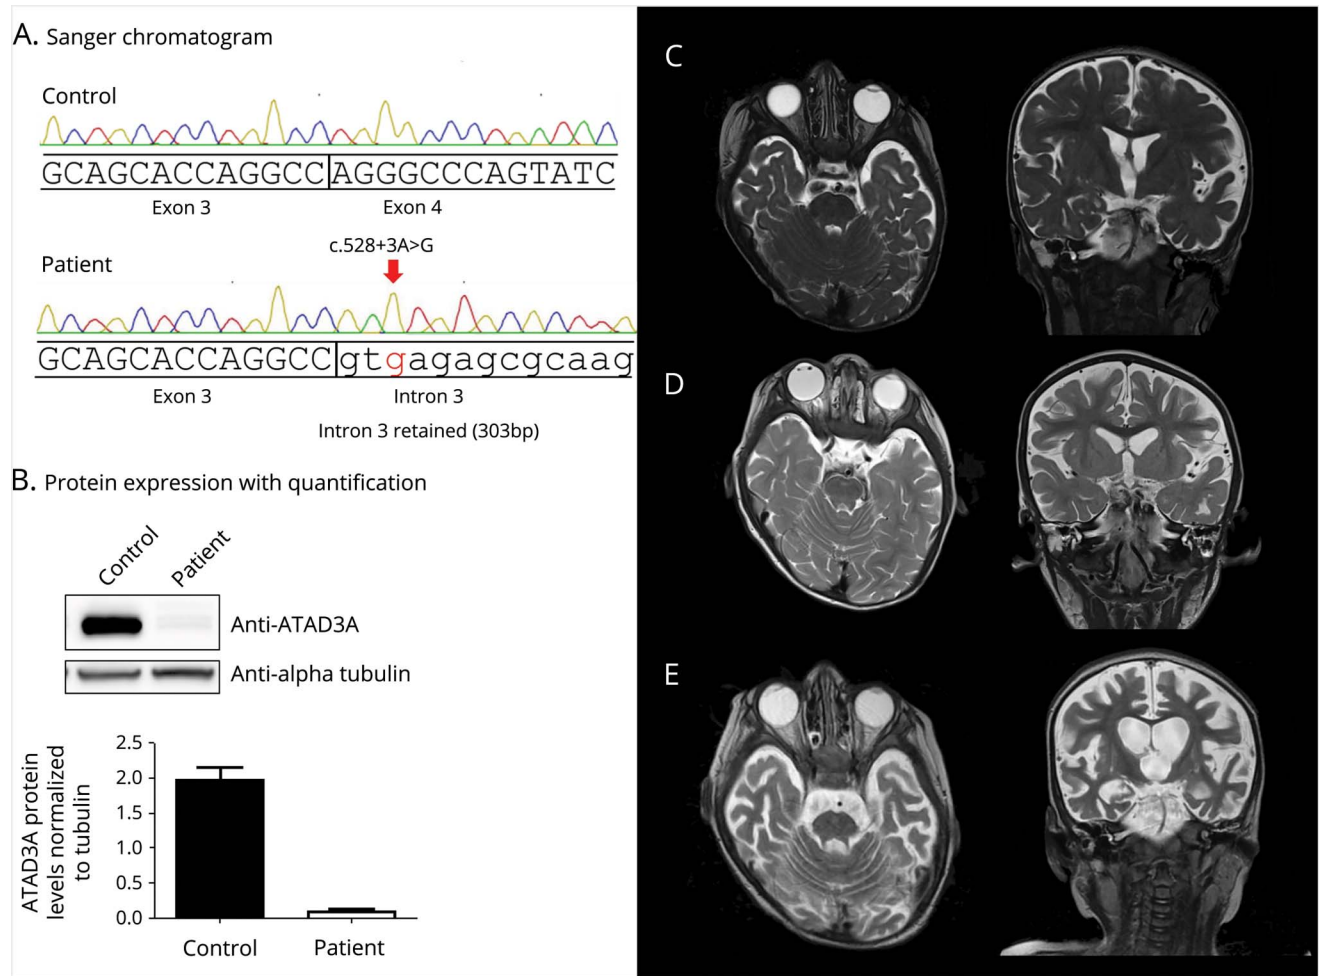 A. Sanger chromatogram
Control
GCAGCACCAGGCC AGGGCCCAGTATC
Exon 3 Exon 4
c.528+3A>G
Patient
GCAGCACCAGGCC gtgagagcgcaag
Exon 3 Intron 3
Intron 3 retained (303bp)
B. Protein expression with quantification
Control Patient
Anti-ATAD3A
Anti-alpha tubulin
ATAD3A protein
levels normalized
to tubulin
2.5
2.0
1.5
1.0
0.5
0.0
Control Patient
C
D
E